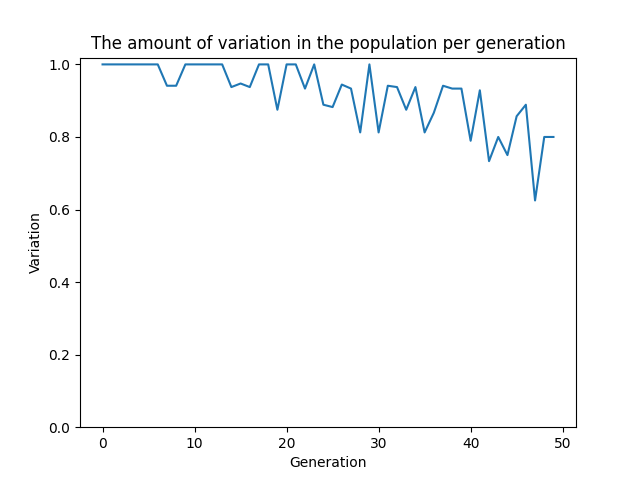 The amount of variation in the population per generation
1.0
0.8
0.6
0.4
0.2
0.0
Variation
0 10 20 30 40 50
Generation